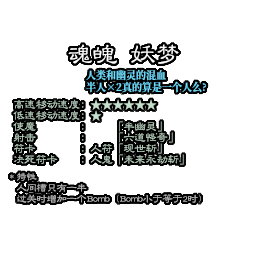 魂魄 妖梦
人类和幽灵的混血
半人×2真的算是一个人么?
高速移动速度:★★★★★★
低速移动速度:★
使魔 :「半幽灵」
射击 :「六道怪奇」
符卡 :人符「现世斩」
决死符卡 :人鬼「未来永劫斩」
*特性
人间槽只有一半
过关时增加一个Bomb(Bomb小于等于2时)